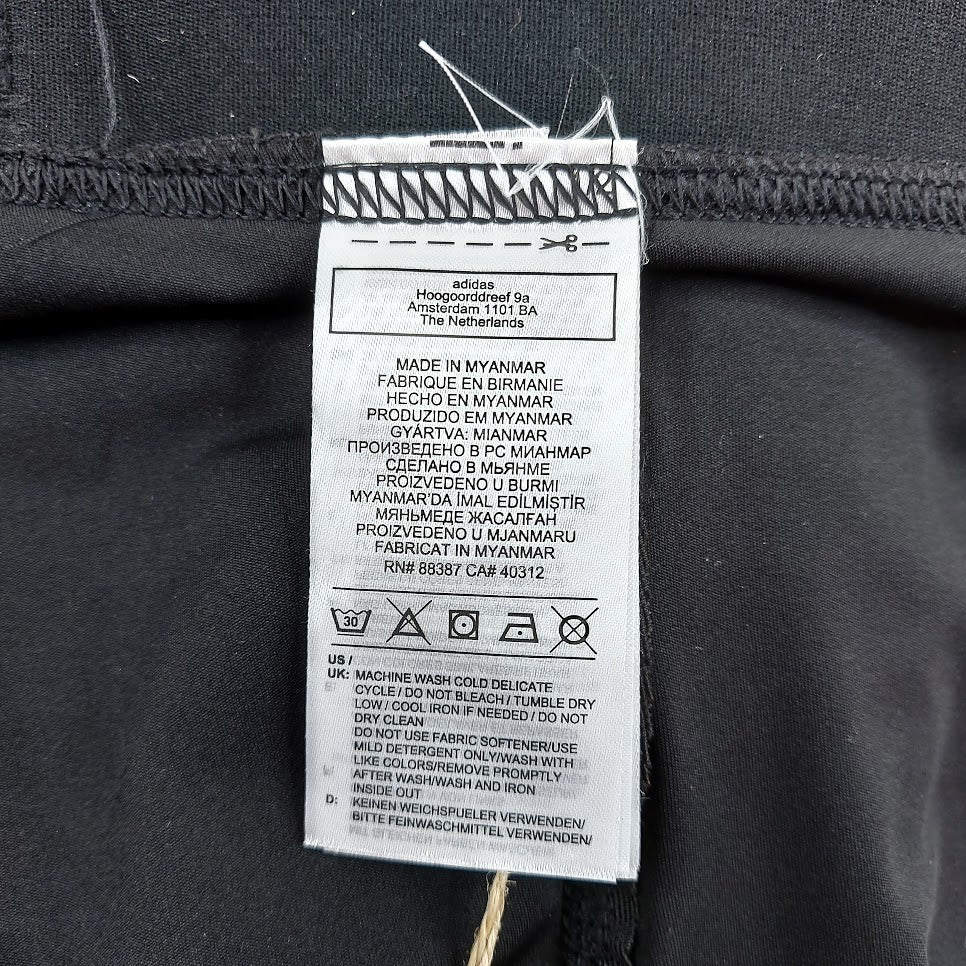 adidas
Hoogoorddreef 9a
Amsterdam 1101 BA
The Netherlands
MADE IN MYANMAR
FABRIQUE EN BIRMANIE
HECHO EN MYANMAR
PRODUZIDO EM MYANMAR
GYÁRTVA: MIANMAR
ПРОИЗВЕДЕНО В РС МИАНМАР
СДЕЛАНО В МЬЯНМЕ
PROIZVEDENO U BURMI
MYANMAR'DA İMAL EDİLMİŞTİR
МЯНЬМЕДЕ ЖАСАЛҒАН
PROIZVEDENO U MJANMARU
FABRICAT IN MYANMAR
RN# 88387 CA# 40312
30
US /
UK: MACHINE WASH COLD DELICATE
CYCLE / DO NOT BLEACH / TUMBLE DRY
LOW / COOL IRON IF NEEDED / DO NOT
DRY CLEAN
DO NOT USE FABRIC SOFTENER/USE
MILD DETERGENT ONLY/WASH WITH
LIKE COLORS/REMOVE PROMPTLY
AFTER WASH/WASH AND IRON
INSIDE OUT
D: KEINEN WEICHSPUELER VERWENDEN/
BITTE FEINWASCHMITTEL VERWENDEN/